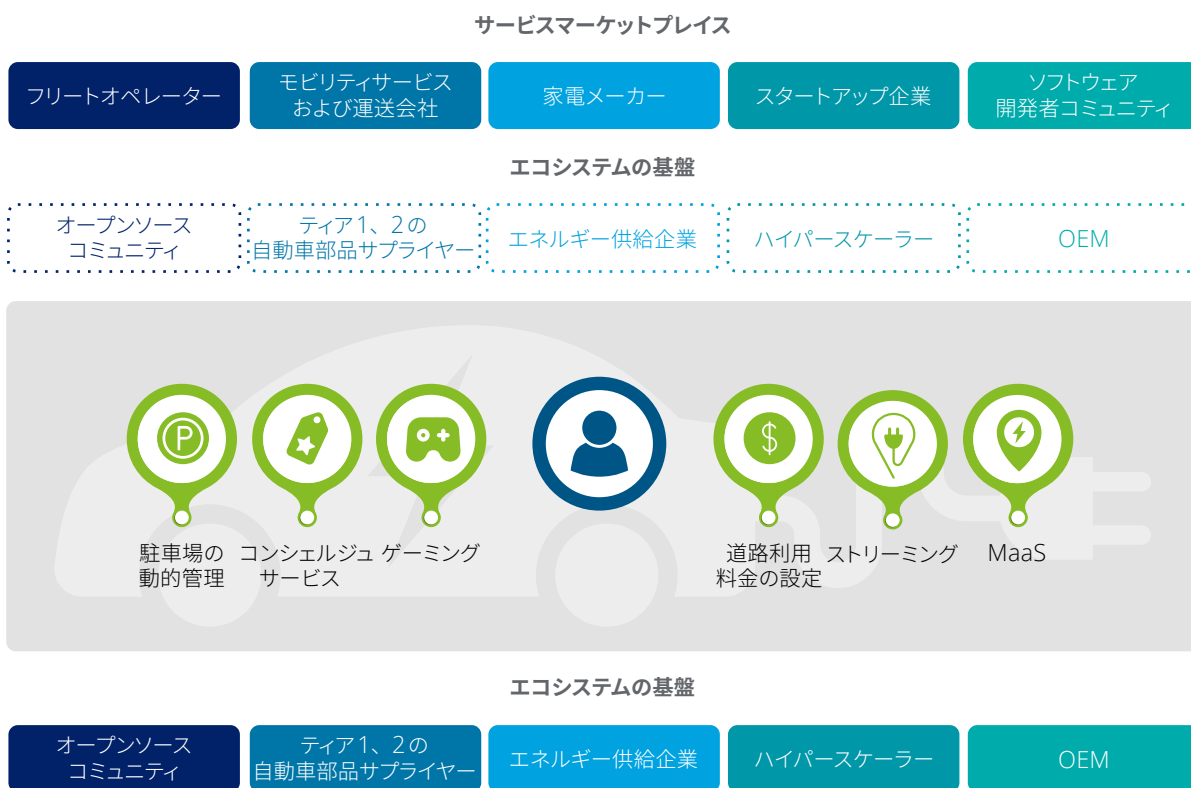 サービスマーケットプレイス
フリートオペレーター
モビリティサービス
および運送会社
家電メーカー
スタートアップ企業
ソフトウェア
開発者コミュニティ
エコシステムの基盤
オープンソース
コミュニティ
ティア1、2の
自動車部品サプライヤー
エネルギー供給企業
ハイパースケーラー
OEM
P
$
駐車場の
動的管理
コンシェルジュ
サービス
ゲーミング
道路利用
料金の設定
ストリーミング
MaaS
エコシステムの基盤
オープンソース
コミュニティ
ティア1、2の
自動車部品サプライヤー
エネルギー供給企業
ハイパースケーラー
OEM